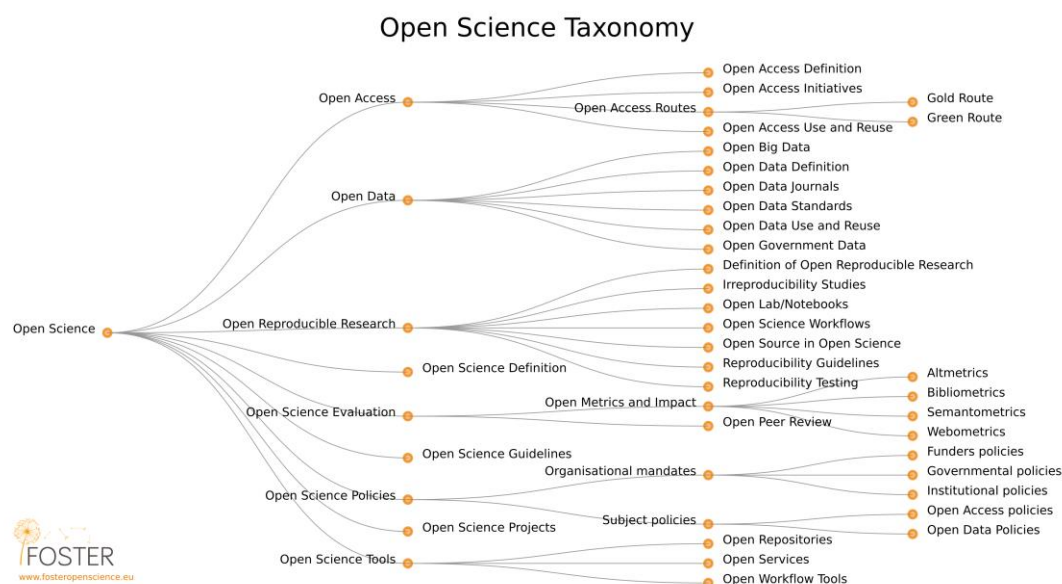 Open Science Taxonomy
Open Science
Open Access
Open Access Definition
Open Access Initiatives
Open Access Routes
Gold Route
Green Route
Open Access Use and Reuse
Open Data
Open Big Data
Open Data Definition
Open Data Journals
Open Data Standards
Open Data Use and Reuse
Open Government Data
Open Reproducible Research
Definition of Open Reproducible Research
Irreproducibility Studies
Open Lab/Notebooks
Open Science Workflows
Open Source in Open Science
Reproducibility Guidelines
Reproducibility Testing
Open Science Definition
Open Science Evaluation
Open Metrics and Impact
Altmetrics
Bibliometrics
Semantometrics
Webometrics
Open Peer Review
Open Science Guidelines
Open Science Policies
Organisational mandates
Funders policies
Governmental policies
Institutional policies
Subject policies
Open Access policies
Open Data Policies
Open Science Projects
Open Science Tools
Open Repositories
Open Services
Open Workflow Tools
FOSTER
www.fosteropenscience.eu